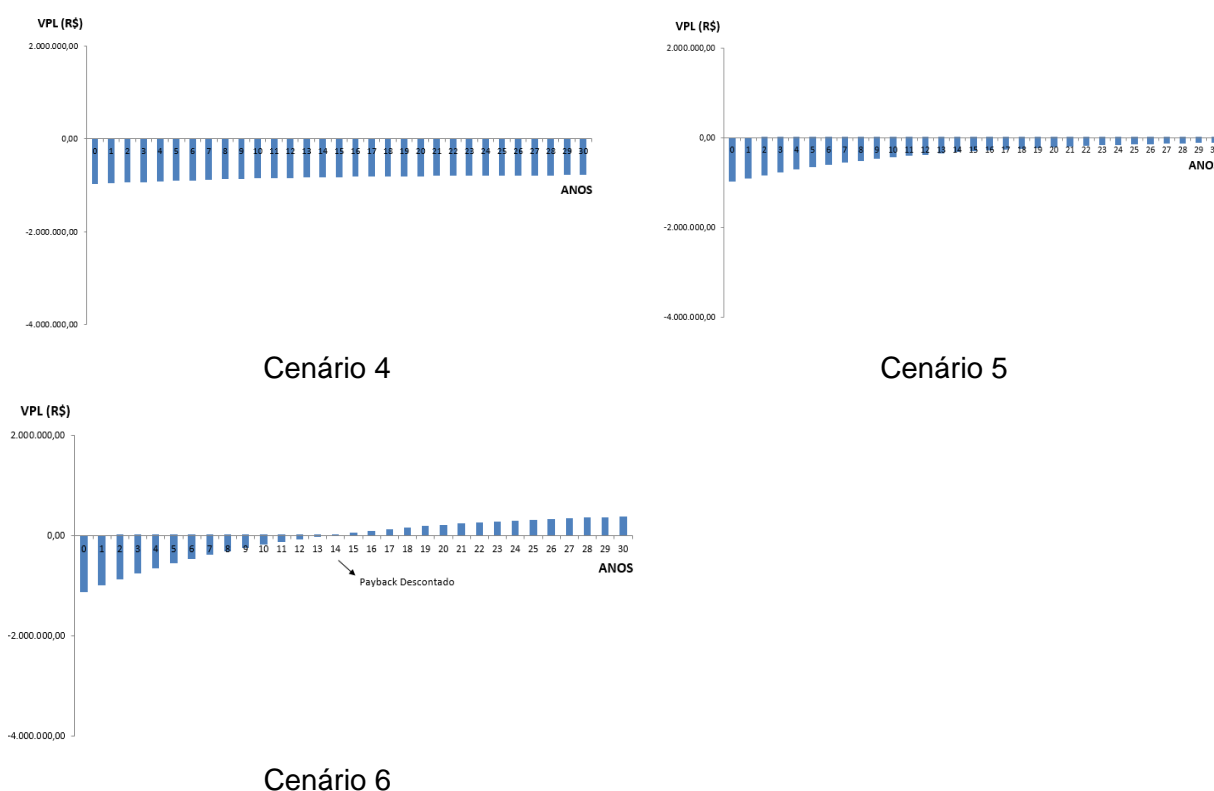 VPL (R$)
2.000.000,00
0,00
0 1 2 3 4 5 6 7 8 9 10 11 12 13 14 15 16 17 18 19 20 21 22 23 24 25 26 27 28 29 30
ANOS
-2.000.000,00
-4.000.000,00
Cenário 4
VPL (R$)
2.000.000,00
0,00
0 1 2 3 4 5 6 7 8 9 10 11 12 13 14 15 16 17 18 19 20 21 22 23 24 25 26 27 28 29
ANO
-2.000.000,00
-4.000.000,00
Cenário 5
VPL (R$)
2.000.000,00
0,00
0 1 2 3 4 5 6 7 8 9 10 11 12 13 14 15 16 17 18 19 20 21 22 23 24 25 26 27 28 29 30
ANOS
Payback Descontado
-2.000.000,00
-4.000.000,00
Cenário 6